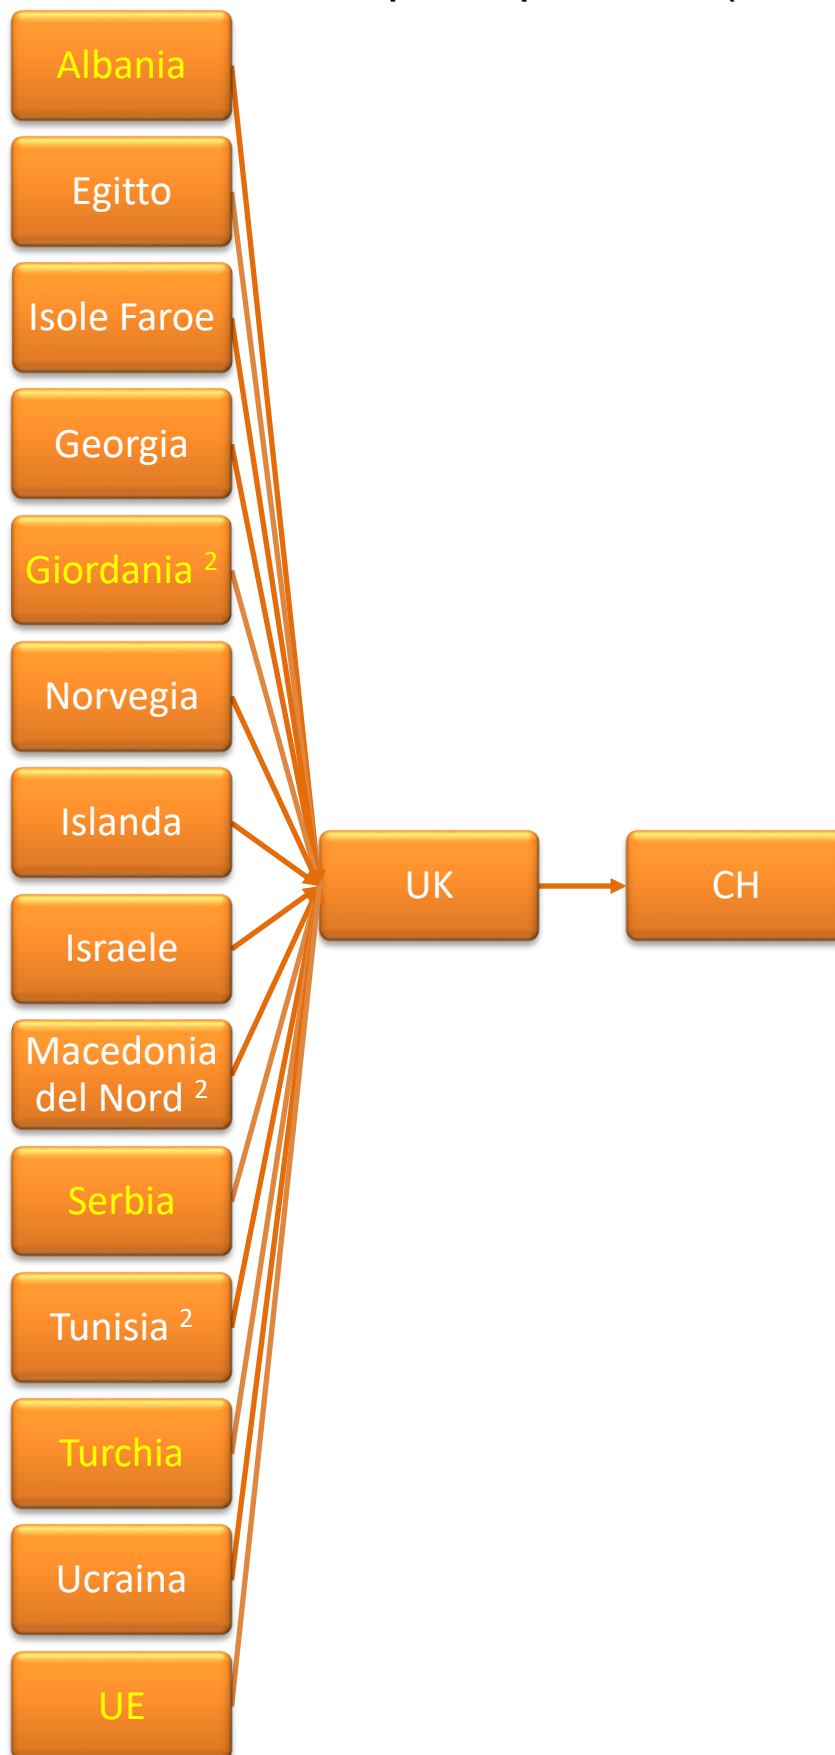 Albania
Egitto
Isole Faroe
Georgia
Giordania ²
Norvegia
Islanda
Israele
Macedonia
del Nord ²
Serbia
Tunisia ²
Turchia
Ucraina
UE
UK
CH